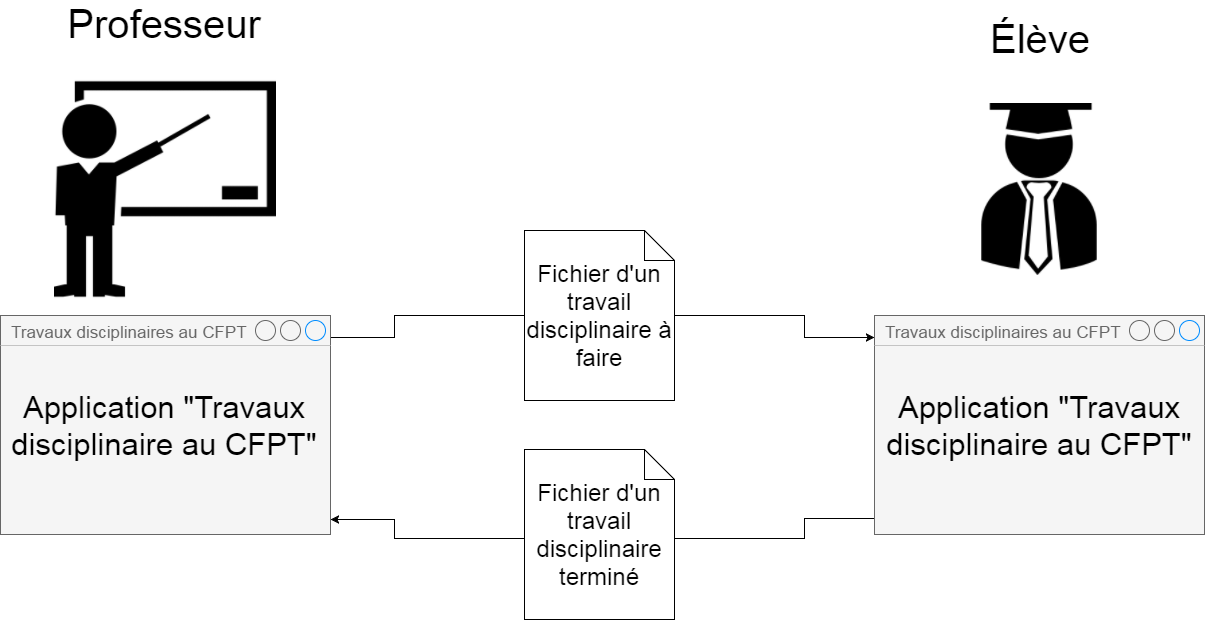 Professeur
Élève
Fichier d'un
travail
disciplinaire à
faire
Travaux disciplinaires au CFPT
Application "Travaux
disciplinaire au CFPT"
Travaux disciplinaires au CFPT
Application "Travaux
disciplinaire au CFPT"
Fichier d'un
travail
disciplinaire
terminé